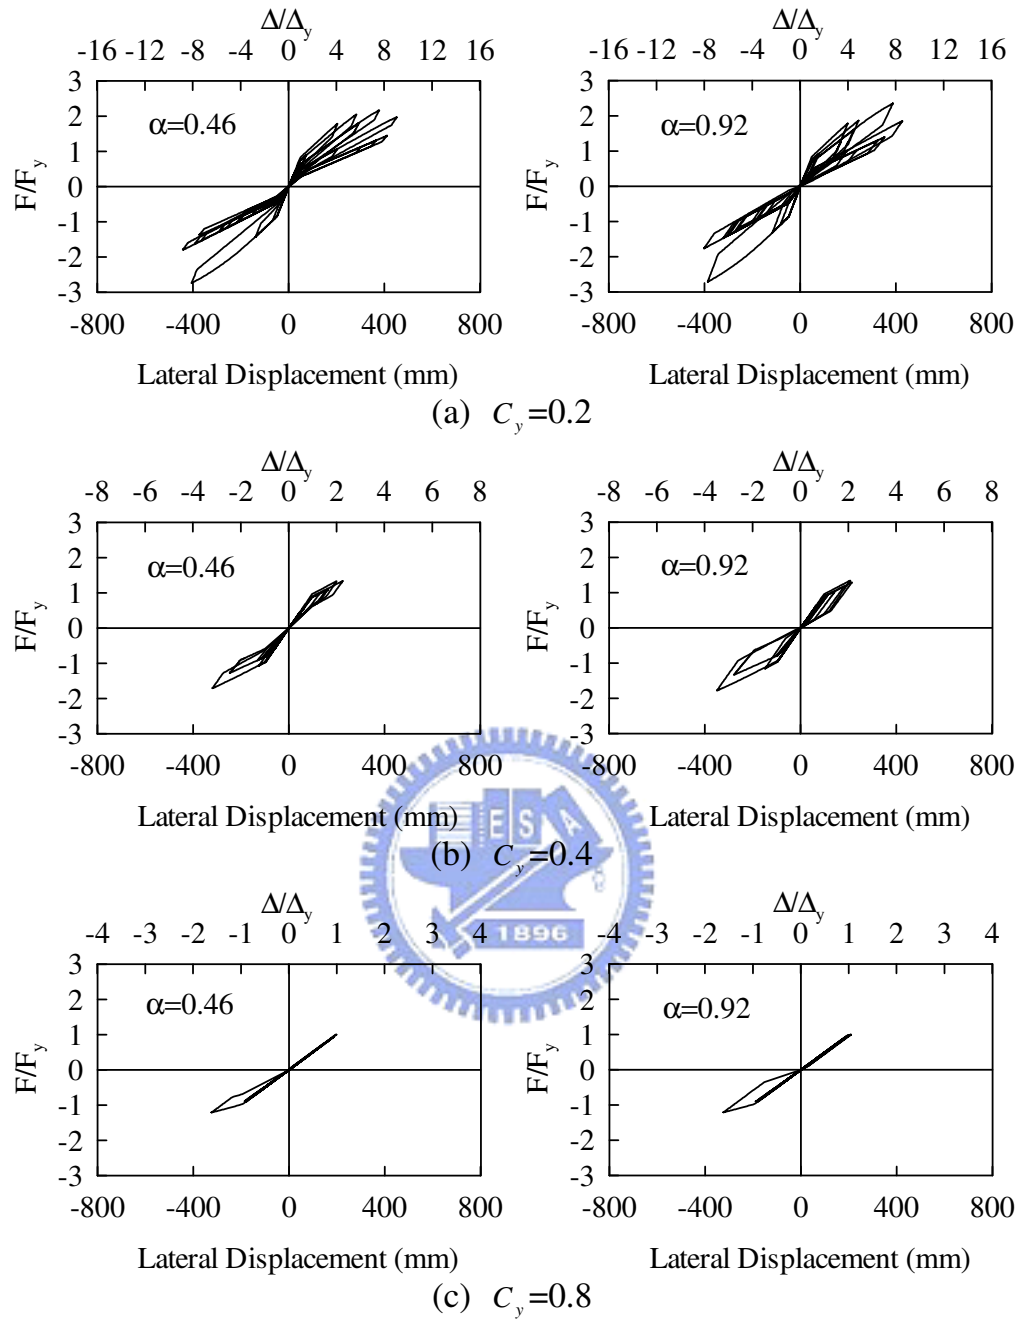 Δ/Δy Δ/Δy
-16 -12 -8 -4 0 4 8 12 16 -16 -12 -8 -4 0 4 8 12 16
3 3
2 2
α=0.46 α=0.92
1 1
F/Fy F/Fy
0 0
-1 -1
-2 -2
-3 -3
-800 -400 0 400 800 -800 -400 0 400 800
Lateral Displacement (mm) Lateral Displacement (mm)
(a) Cy=0.2
Δ/Δy Δ/Δy
-8 -6 -4 -2 0 2 4 6 8 -8 -6 -4 -2 0 2 4 6 8
3 3
2 2
α=0.46 α=0.92
1 1
F/Fy F/Fy
0 0
-1 -1
-2 -2
-3 -3
-800 -400 0 400 800 -800 -400 0 400 800
Lateral Displacement (mm) Lateral Displacement (mm)
E S A
(b) Cy=0.4
1896
Δ/Δy Δ/Δy
-4 -3 -2 -1 0 1 2 3 4 -4 -3 -2 -1 0 1 2 3 4
3 3
2 2
α=0.46 α=0.92
1 1
F/Fy F/Fy
0 0
-1 -1
-2 -2
-3 -3
-800 -400 0 400 800 -800 -400 0 400 800
Lateral Displacement (mm) Lateral Displacement (mm)
(c) Cy=0.8